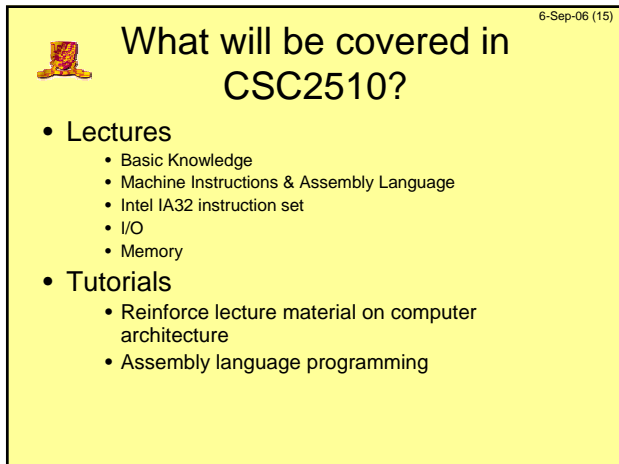 6-Sep-06 (15)
What will be covered in
CSC2510?
• Lectures
• Basic Knowledge
• Machine Instructions & Assembly Language
• Intel IA32 instruction set
• I/O
• Memory
• Tutorials
• Reinforce lecture material on computer
architecture
• Assembly language programming